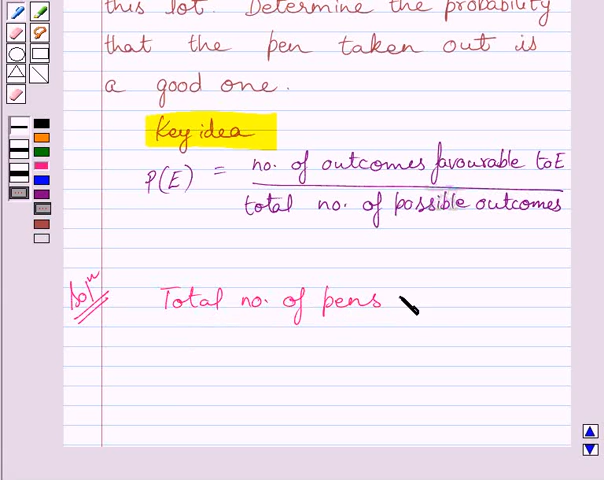 this lot. Determine the probability
that the pen taken out is
a good one.
Key idea
P(E) = no. of outcomes favourable to E
total no. of possible outcomes
Solⁿ Total no. of pens